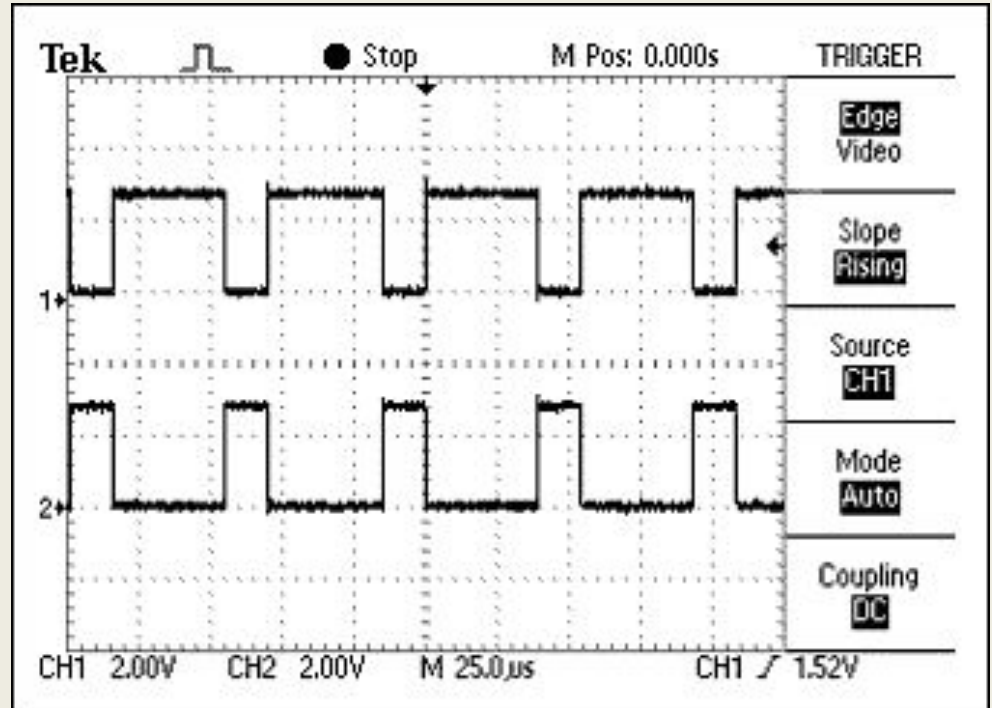 Tek Stop M Pos: 0.000s TRIGGER
Edge
Video
Slope
Rising
1
Source
CH1
Mode
Auto
2
Coupling
DC
CH1 2.00V CH2 2.00V M 25.0µs CH1 1.52V